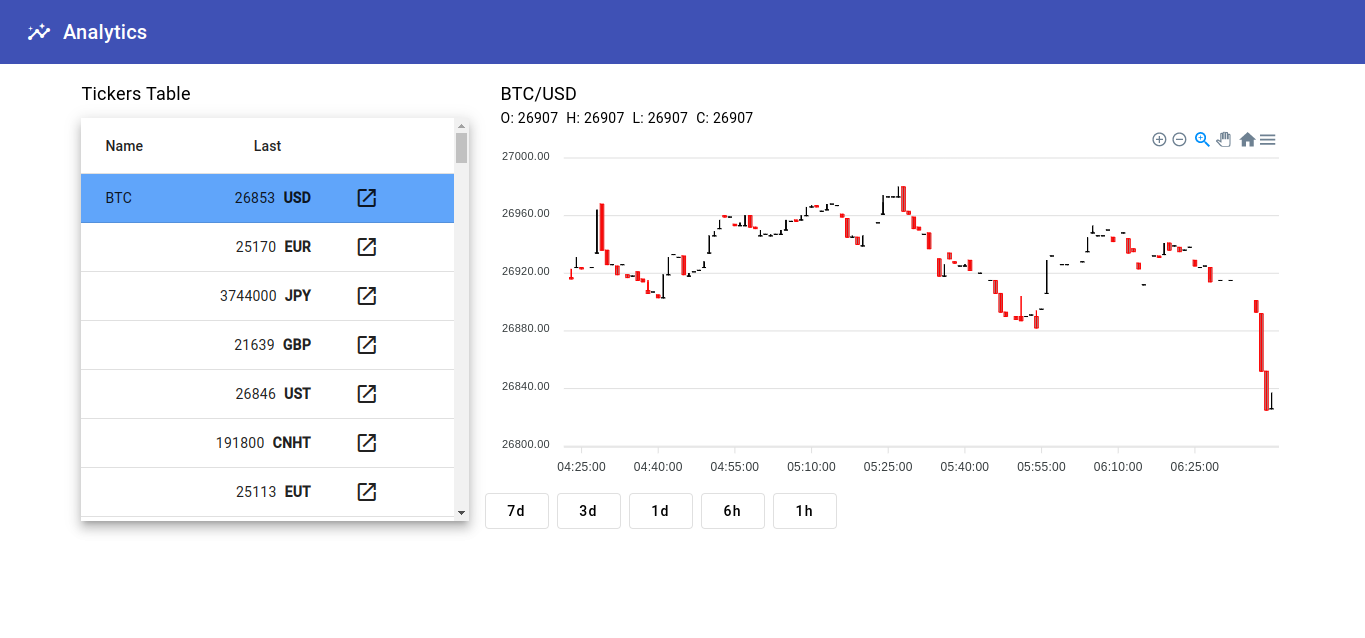 Analytics
Tickers Table
Name Last
BTC 26853 USD
25170 EUR
3744000 JPY
21639 GBP
26846 UST
191800 CNHT
25113 EUT
BTC/USD
O: 26907 H: 26907 L: 26907 C: 26907
27000.00
26960.00
26920.00
26880.00
26840.00
26800.00
04:25:00 04:40:00 04:55:00 05:10:00 05:25:00 05:40:00 05:55:00 06:10:00 06:25:00
7d 3d 1d 6h 1h